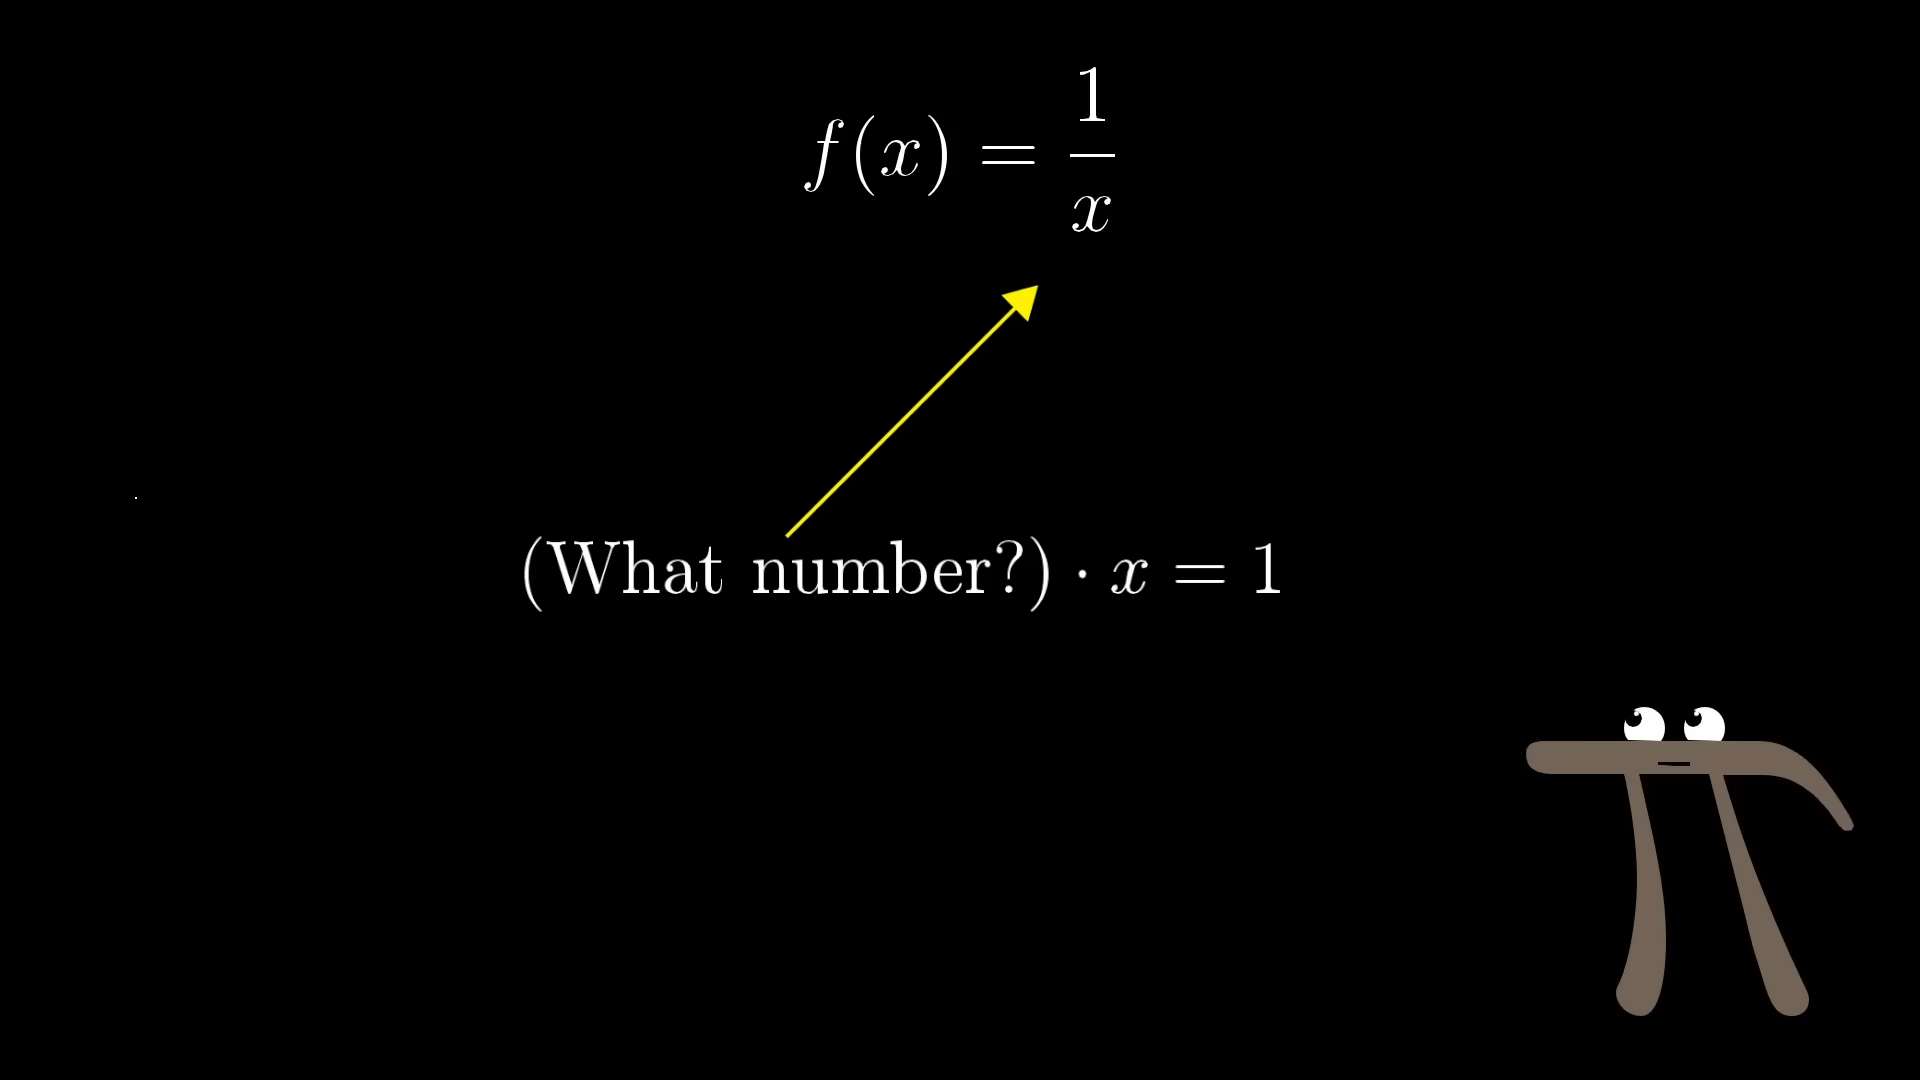 f(x) = 1/x
(What number?) · x = 1